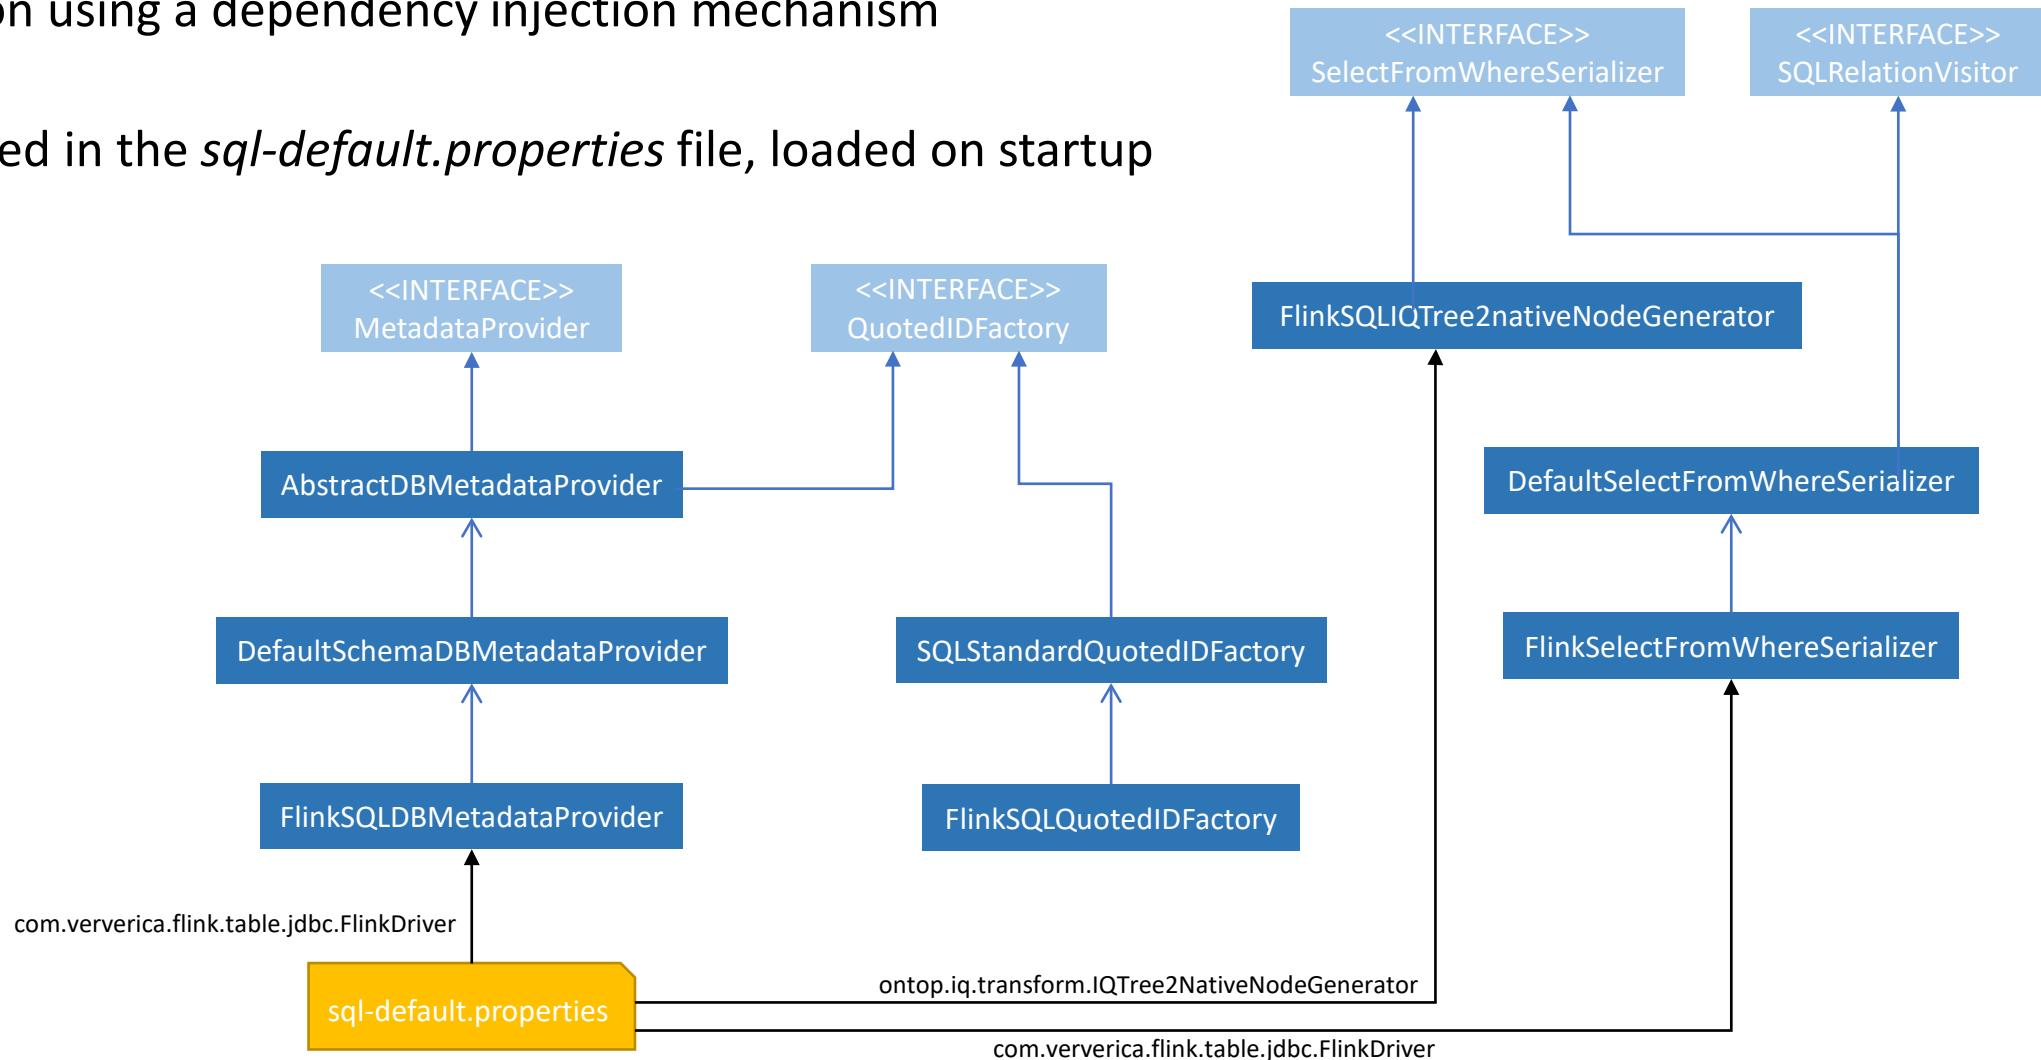 on using a dependency injection mechanism
ed in the sql-default.properties file, loaded on startup
<<INTERFACE>>
SelectFromWhereSerializer
<<INTERFACE>>
SQLRelationVisitor
<<INTERFACE>>
MetadataProvider
<<INTERFACE>>
QuotedIDFactory
FlinkSQLIQTree2nativeNodeGenerator
AbstractDBMetadataProvider
DefaultSelectFromWhereSerializer
DefaultSchemaDBMetadataProvider
SQLStandardQuotedIDFactory
FlinkSelectFromWhereSerializer
FlinkSQLDBMetadataProvider
FlinkSQLQuotedIDFactory
com.ververica.flink.table.jdbc.FlinkDriver
ontop.iq.transform.IQTree2NativeNodeGenerator
sql-default.properties
com.ververica.flink.table.jdbc.FlinkDriver